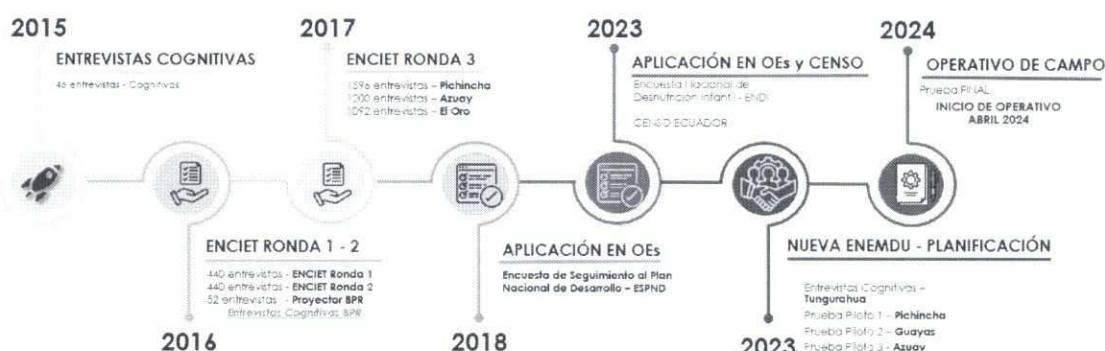 2015
ENTREVISTAS COGNITIVAS
46 entrevistas - Cognitivas
2017
ENCIET RONDA 3
1596 entrevistas – Pichincha
1200 entrevistas – Azuay
1092 entrevistas – El Oro
2023
APLICACIÓN EN OEs y CENSO
Encuesta Nacional de
Desnutrición Infantil - ENDI
CENSO ECUADOR
2024
OPERATIVO DE CAMPO
Prueba FINAL
INICIO DE OPERATIVO
ABRIL 2024
ENCIET RONDA 1 - 2
440 entrevistas - ENCIET Ronda 1
440 entrevistas - ENCIET Ronda 2
52 entrevistas - Proyector BPR
Entrevistas Cognitivas BPR
2016
APLICACIÓN EN OEs
Encuesta de Seguimiento al Plan
Nacional de Desarrollo – ESPND
2018
NUEVA ENEMDU - PLANIFICACIÓN
Entrevistas Cognitivas –
Tungurahua
Prueba Piloto 1 – Pichincha
Prueba Piloto 2 – Guayas
Prueba Piloto 3 - Azuay
2023